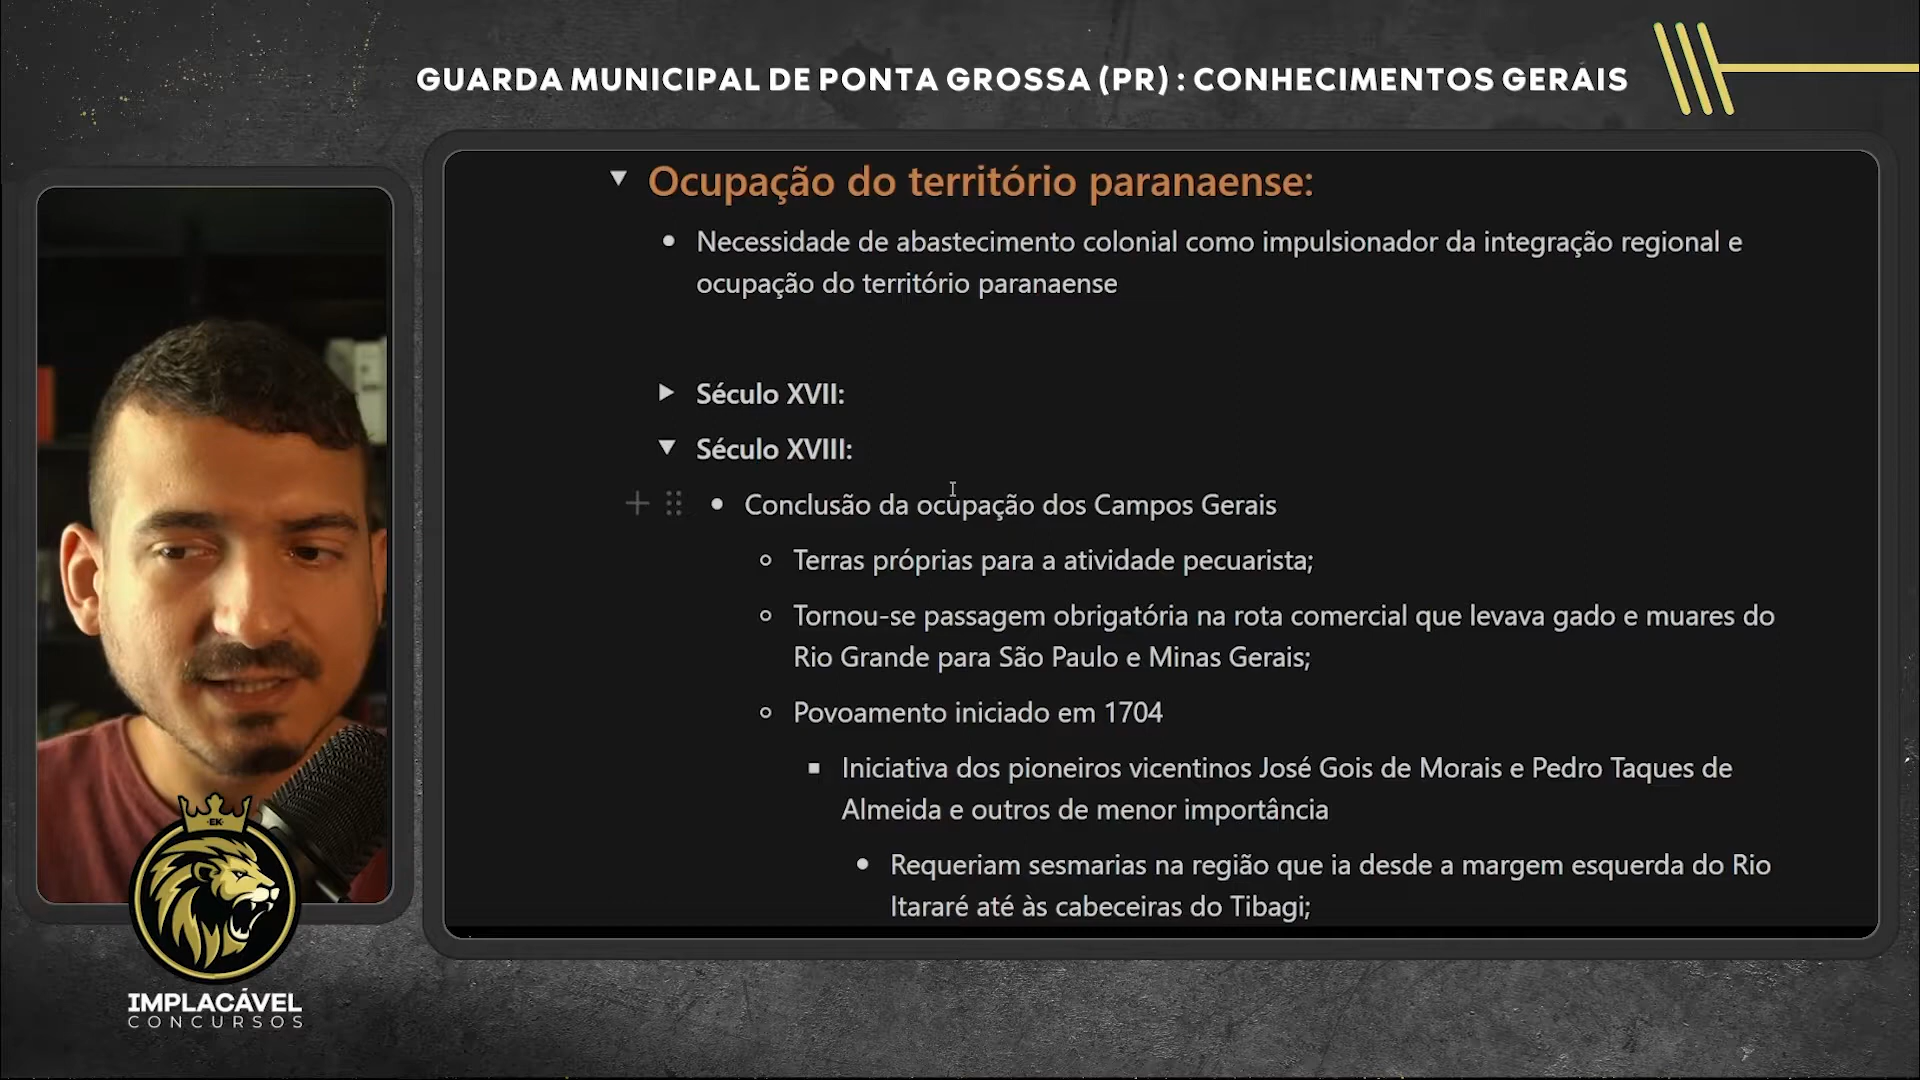 GUARDA MUNICIPAL DE PONTA GROSSA (PR) : CONHECIMENTOS GERAIS
Ocupação do território paranaense:
Necessidade de abastecimento colonial como impulsionador da integração regional e
ocupação do território paranaense
Século XVII:
Século XVIII:
Conclusão da ocupação dos Campos Gerais
Terras próprias para a atividade pecuarista;
Tornou-se passagem obrigatória na rota comercial que levava gado e muares do
Rio Grande para São Paulo e Minas Gerais;
Povoamento iniciado em 1704
Iniciativa dos pioneiros vicentinos José Gois de Morais e Pedro Taques de
Almeida e outros de menor importância
Requeriam sesmarias na região que ia desde a margem esquerda do Rio
Itararé até às cabeceiras do Tibagi;
EK
IMPLACÁVEL
CONCURSOS